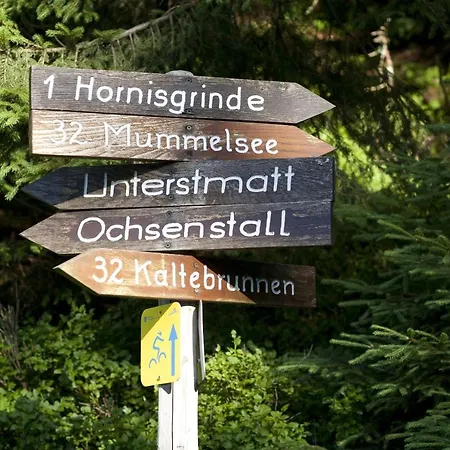 1 Hornisgrinde
32 Mummelsee
Unterstmatt
Ochsenstall
32 Kaltebrunnen